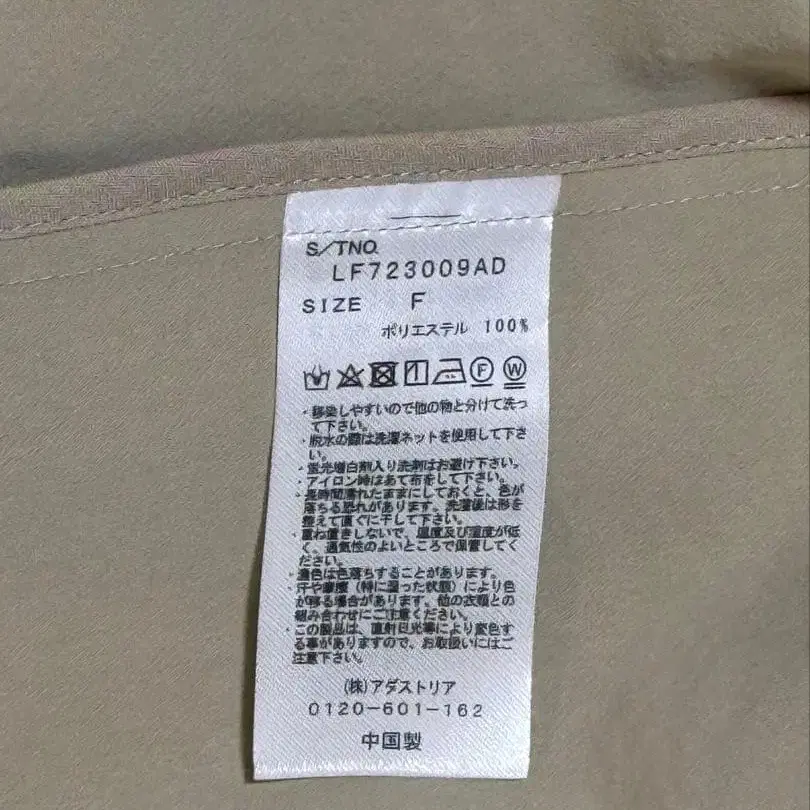 S/TNO.
LF723009AD
SIZE F
ポリエステル 100%
F W
・移染しやすいので他の物と分けて洗っ
て下さい。
・脱水の際は洗濯ネットを使用して下さ
い。
・蛍光増白剤入り洗剤はお避け下さい。
・アイロン時はあて布をして下さい。
・長時間濡れたままにしておくと、色が
落ちる恐れがあります。洗濯後は形を
整えて直ぐに干して下さい。
・重ね置きしないで、温度及び湿度が低
く、通気性のよいところで保管してく
ださい。
・濃色は色落ちすることがあります。
・汗や摩擦（特に湿った状態）により色
が移る場合があります。他の衣類との
組み合わせにご注意ください。
・この製品は、直射日光等により変色す
る事がありますので、お取扱いにはご
注意下さい。
(株)アダストリア
0120-601-162
中国製